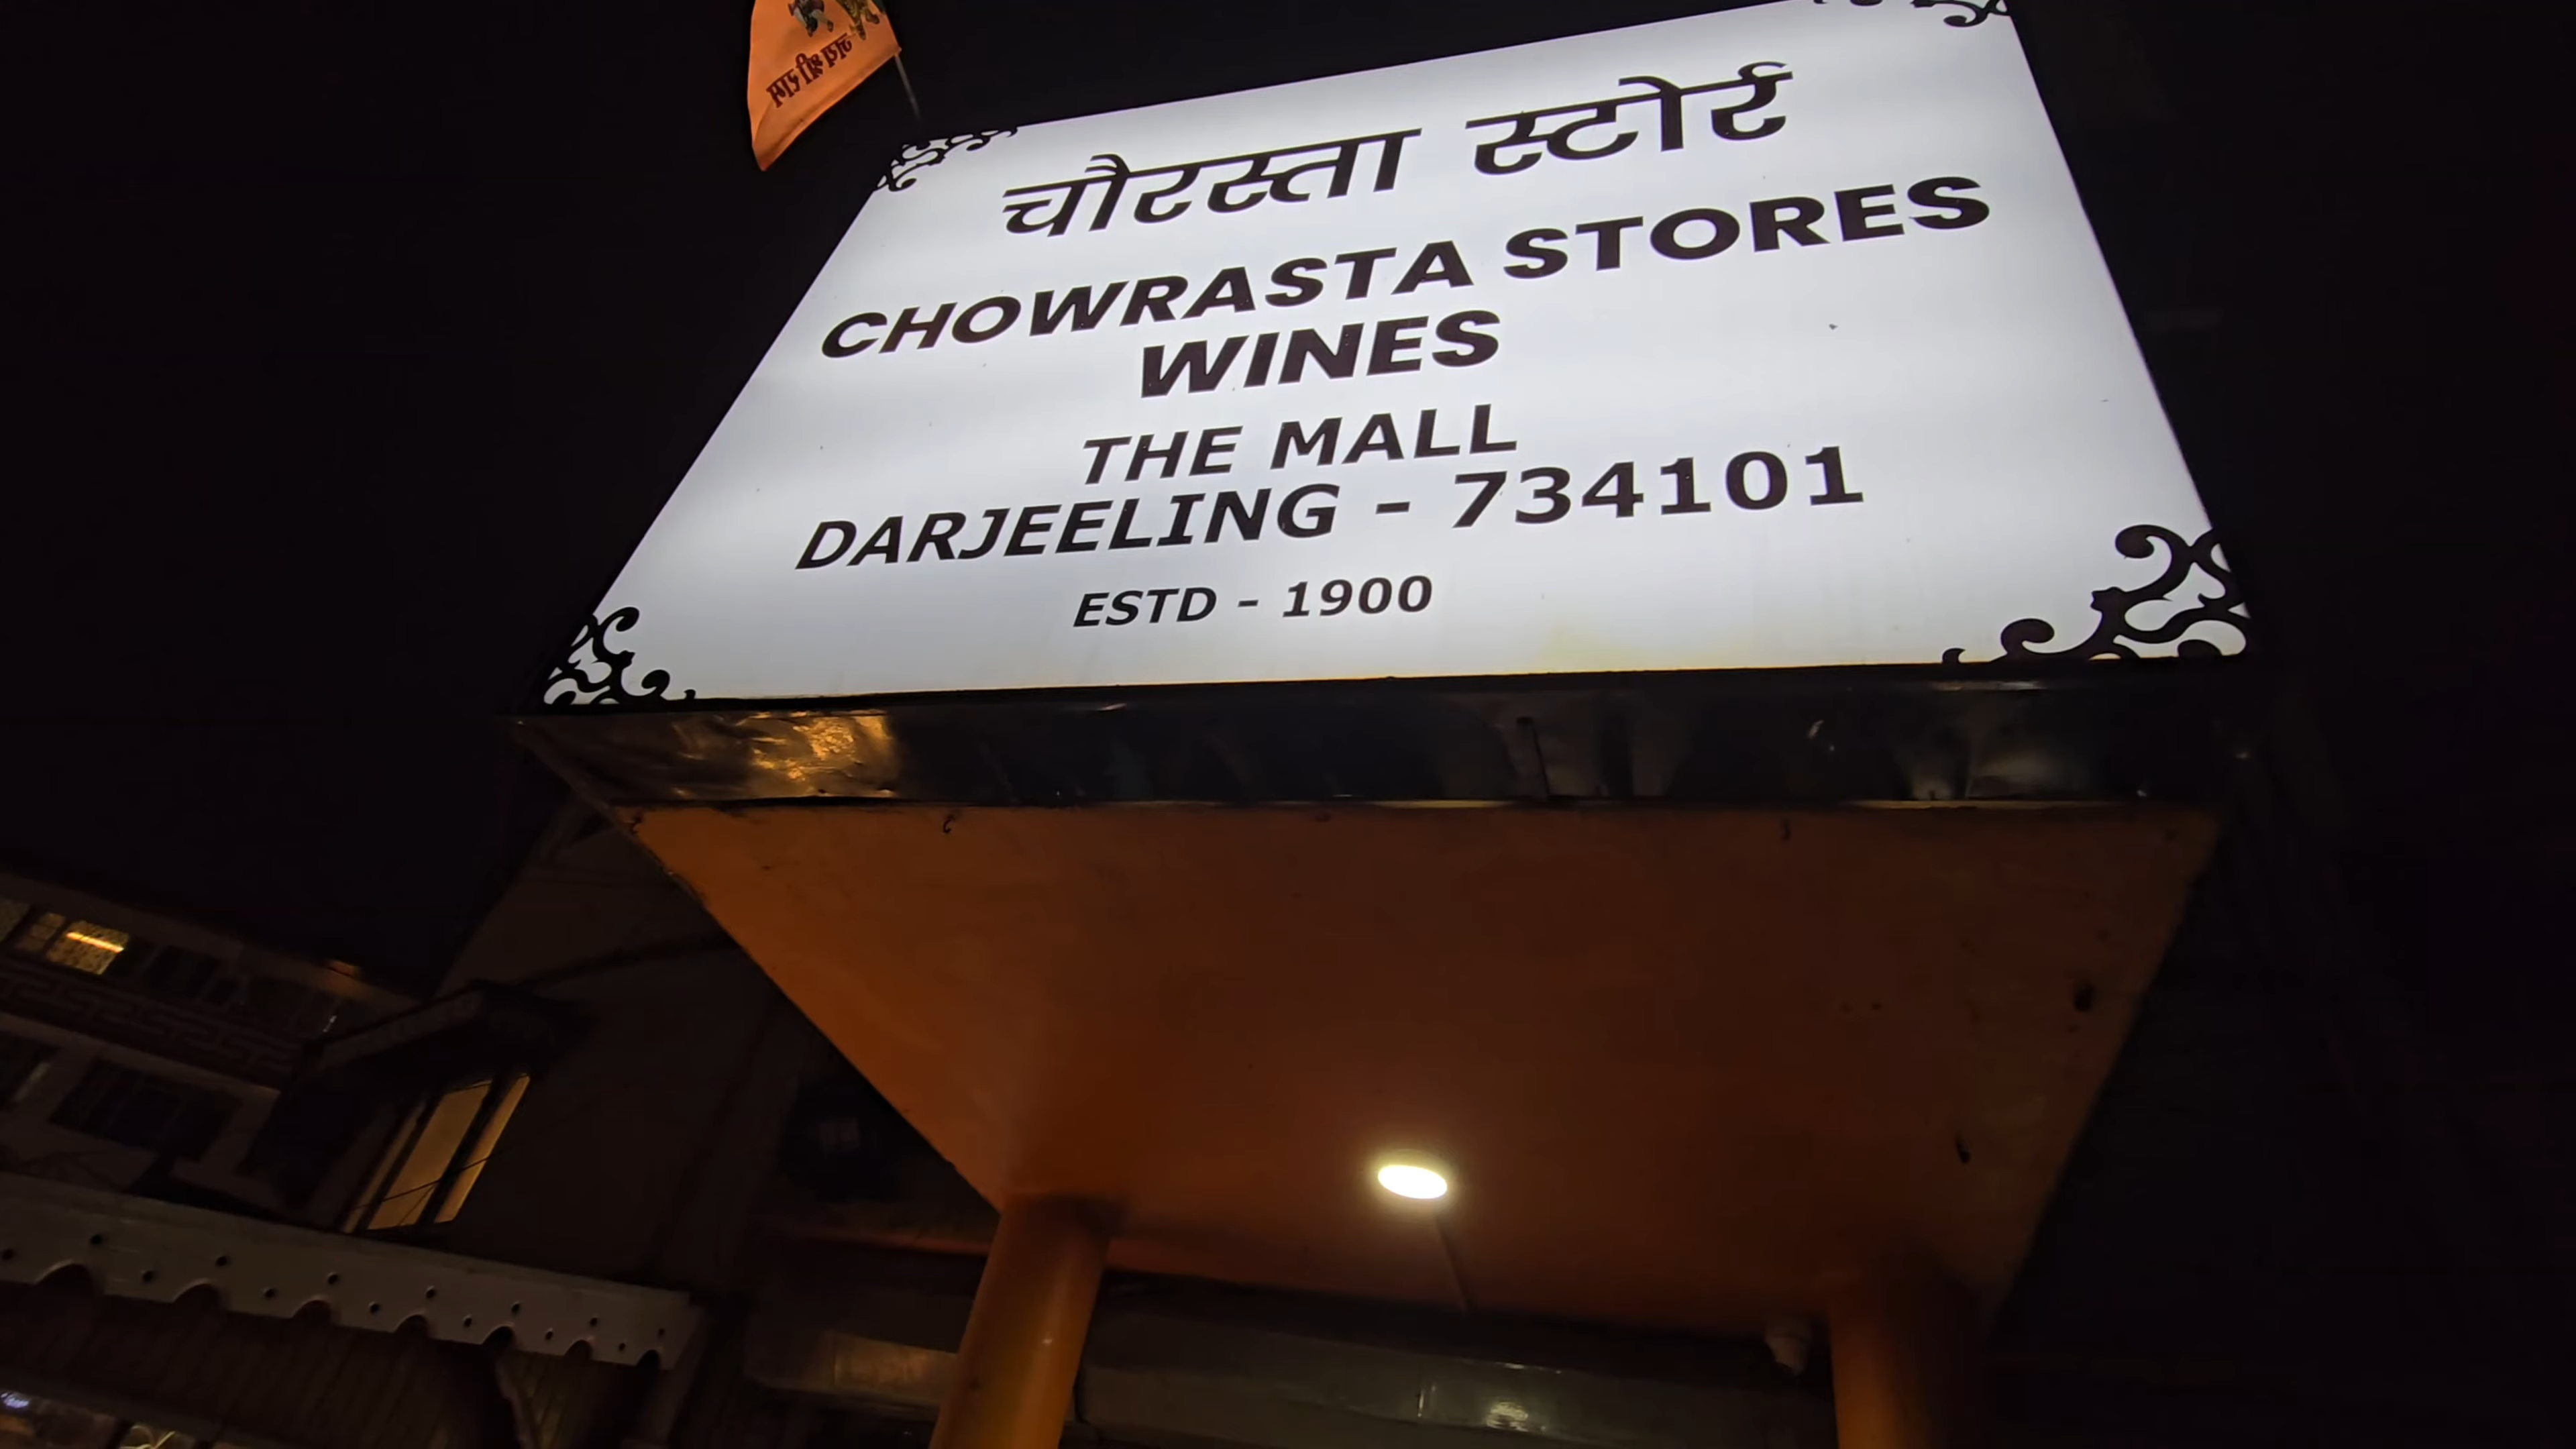 चौरस्ता स्टोर्र
CHOWRASTA STORES
WINES
THE MALL
DARJEELING - 734101
ESTD - 1900